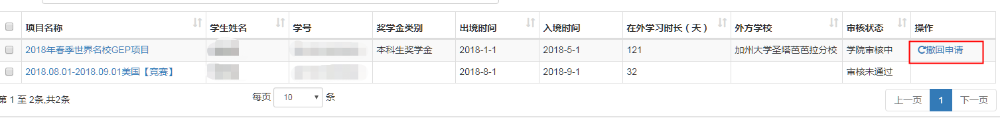 项目名称 学生姓名 学号 奖学金类别 出境时间 入境时间 在外学习时长（天） 外方学校 审核状态 操作
2018年春季世界名校GEP项目 本科生奖学金 2018-1-1 2018-5-1 121 加州大学圣塔芭芭拉分校 学院审核中 撤回申请
2018.08.01-2018.09.01美国【竞赛】 2018-8-1 2018-9-1 32 审核未通过
第 1 至 2条,共2条 每页 10 条 上一页 1 下一页